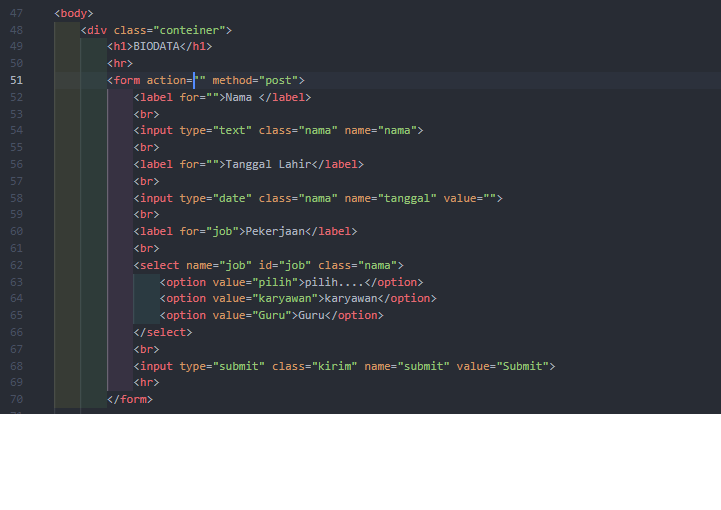 47 <body>
48 <div class="conteiner">
49 <h1>BIODATA</h1>
50 <hr>
51 <form action="" method="post">
52 <label for="">Nama </label>
53 <br>
54 <input type="text" class="nama" name="nama">
55 <br>
56 <label for="">Tanggal Lahir</label>
57 <br>
58 <input type="date" class="nama" name="tanggal" value="">
59 <br>
60 <label for="job">Pekerjaan</label>
61 <br>
62 <select name="job" id="job" class="nama">
63 <option value="pilih">pilih....</option>
64 <option value="karyawan">karyawan</option>
65 <option value="Guru">Guru</option>
66 </select>
67 <br>
68 <input type="submit" class="kirim" name="submit" value="Submit">
69 <hr>
70 </form>